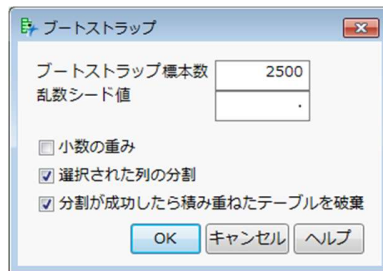 ブートストラップ
ブートストラップ標本数 2500
乱数シード値 .
小数の重み
選択された列の分割
分割が成功したら積み重ねたテーブルを破棄
OK キャンセル ヘルプ